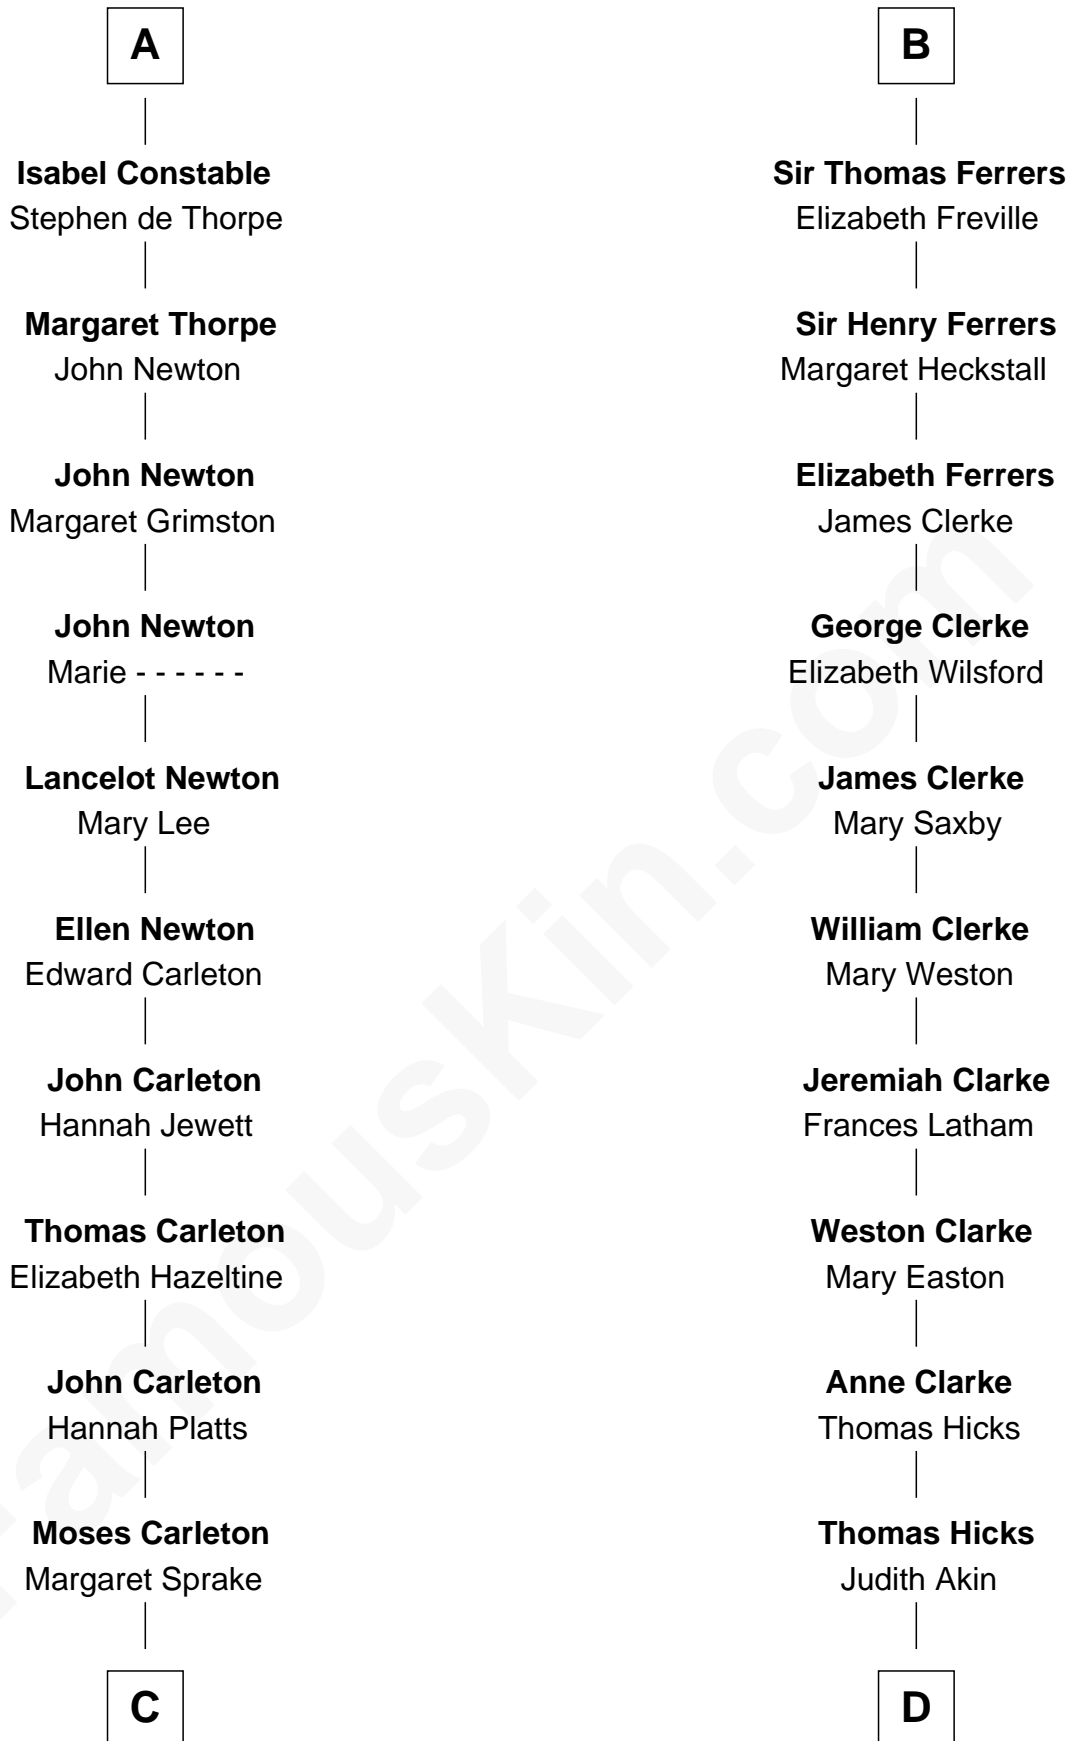 A
Isabel Constable
Stephen de Thorpe
Margaret Thorpe
John Newton
John Newton
Margaret Grimston
John Newton
Marie - - - - - -
Lancelot Newton
Mary Lee
Ellen Newton
Edward Carleton
John Carleton
Hannah Jewett
Thomas Carleton
Elizabeth Hazeltine
John Carleton
Hannah Platts
Moses Carleton
Margaret Sprake
C
B
Sir Thomas Ferrers
Elizabeth Freville
Sir Henry Ferrers
Margaret Heckstall
Elizabeth Ferrers
James Clerke
George Clerke
Elizabeth Wilsford
James Clerke
Mary Saxby
William Clerke
Mary Weston
Jeremiah Clarke
Frances Latham
Weston Clarke
Mary Easton
Anne Clarke
Thomas Hicks
Thomas Hicks
Judith Akin
D
FamousKin.com